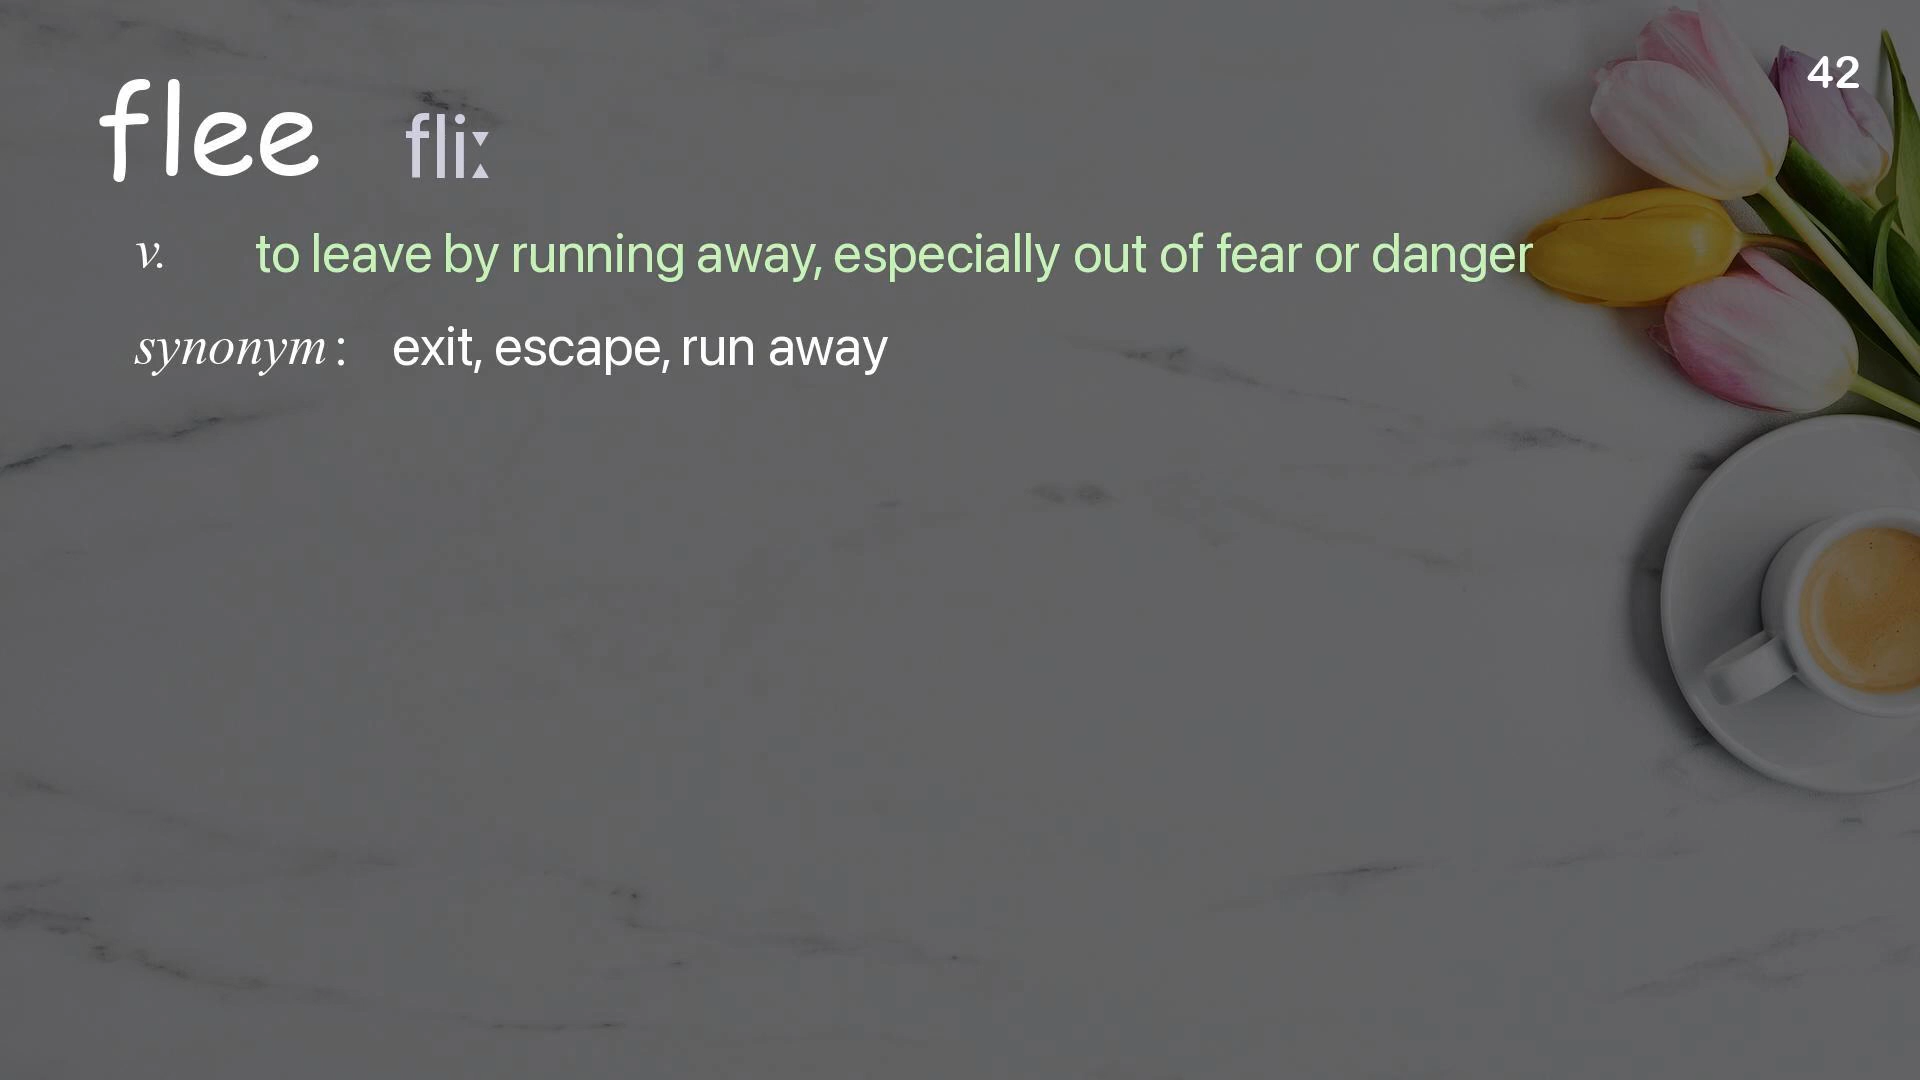 42
flee fliː
v. to leave by running away, especially out of fear or danger
synonym : exit, escape, run away